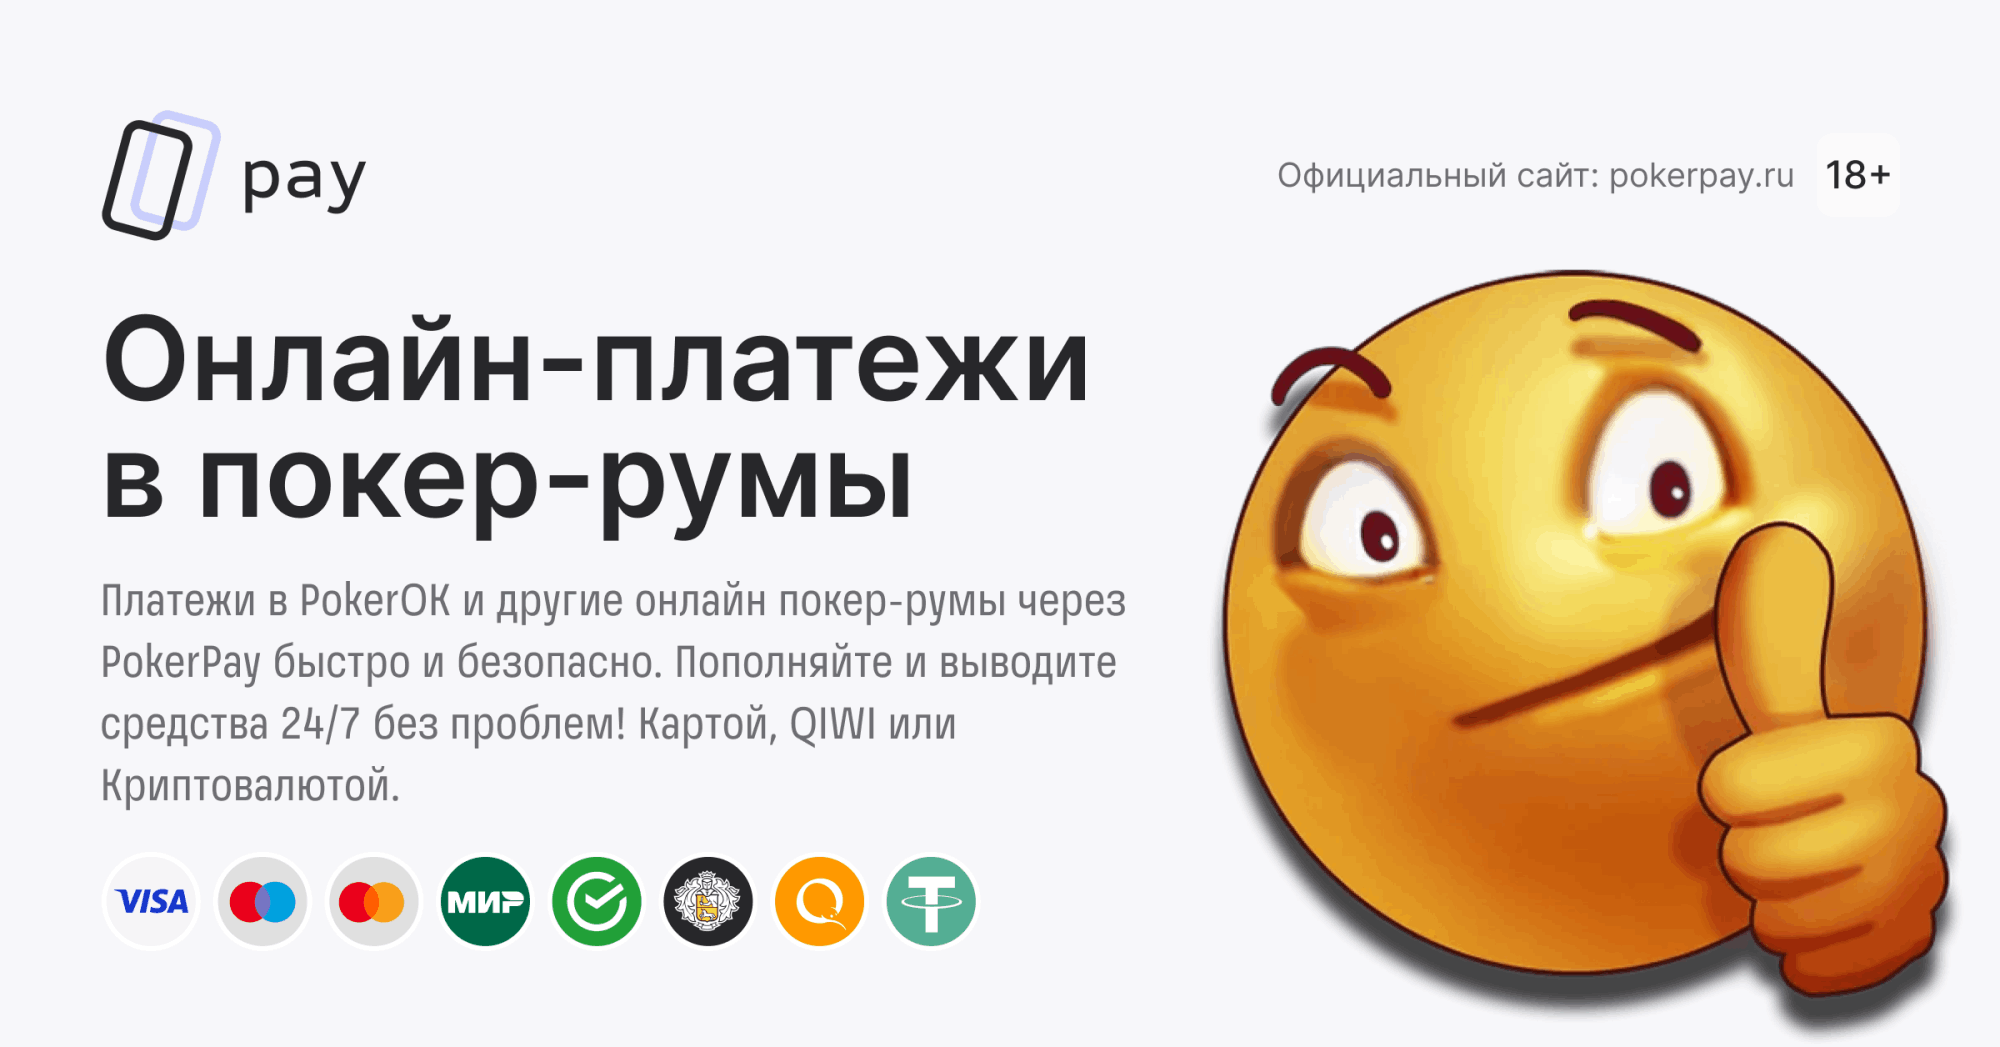 pay
Официальный сайт: pokerpay.ru
18+
Онлайн-платежи
в покер-румы
Платежи в PokerOK и другие онлайн покер-румы через
PokerPay быстро и безопасно. Пополняйте и выводите
средства 24/7 без проблем! Картой, QIWI или
Криптовалютой.
VISA
МИР